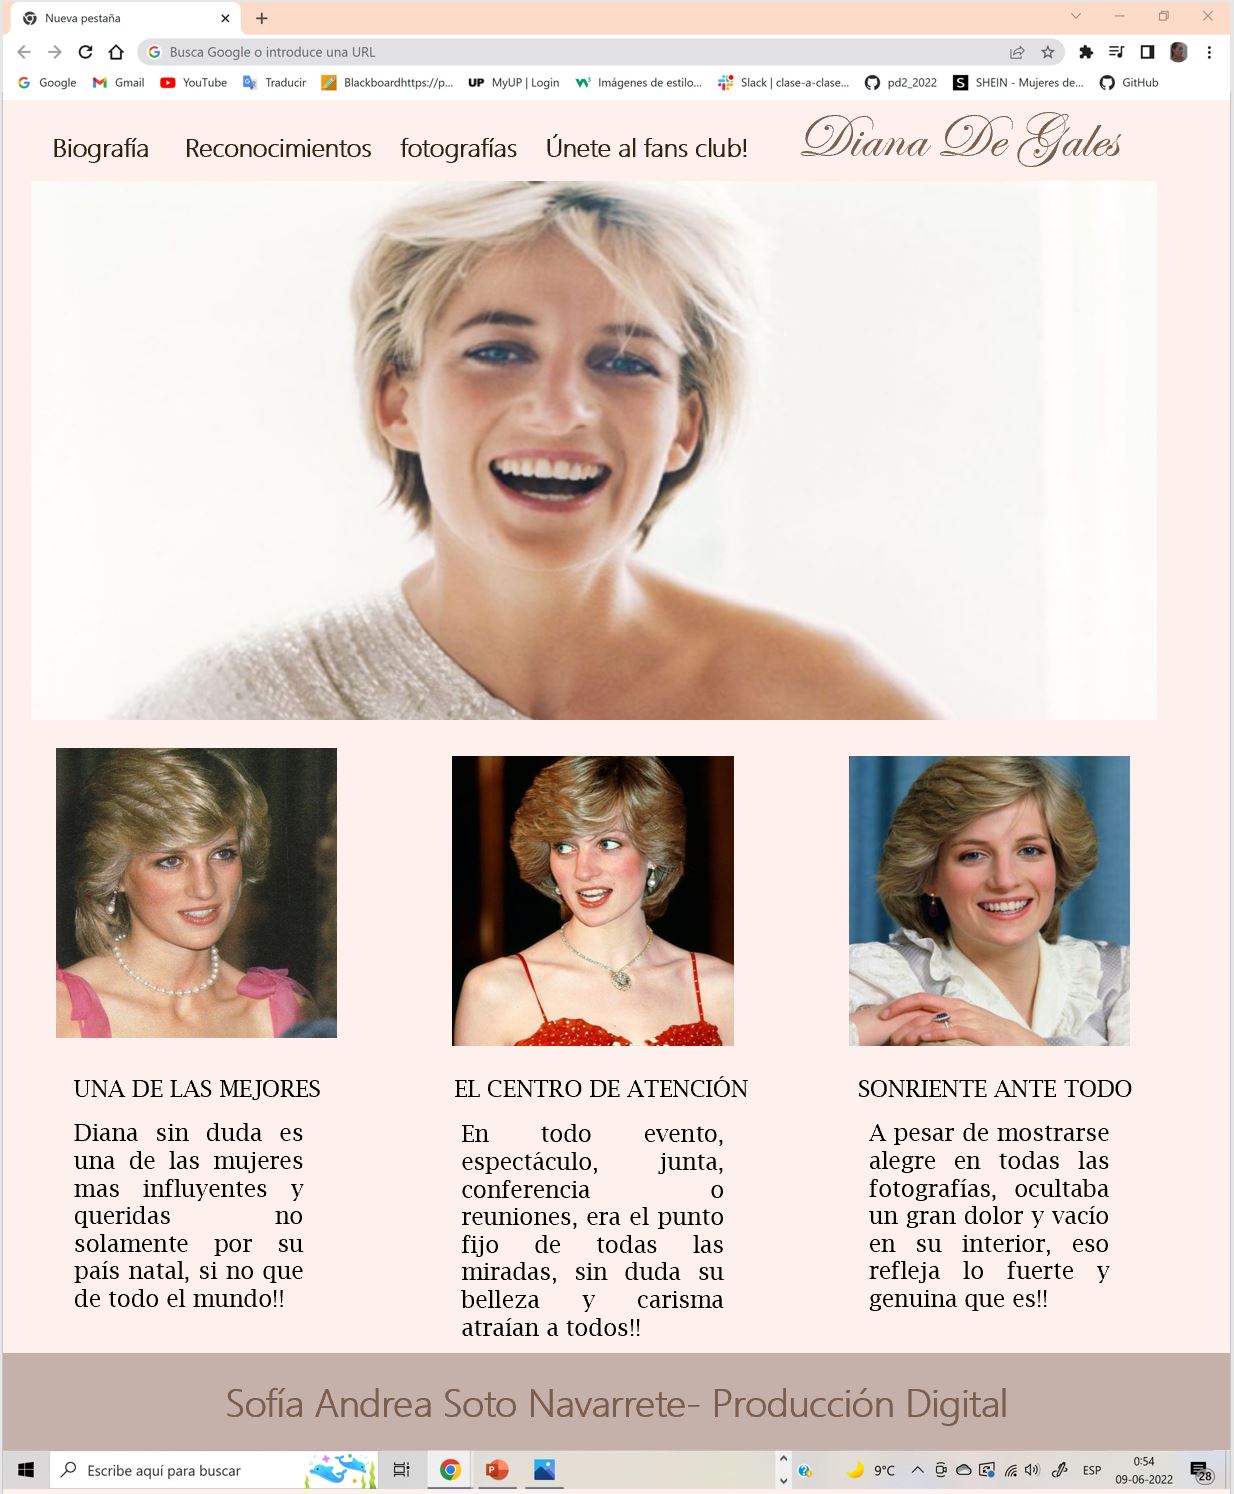 Nueva pestaña
Busca Google o introduce una URL
Google Gmail YouTube Traducir Blackboardhttps://p... UP MyUP | Login Imágenes de estilo... Slack | clase-a-clase... pd2_2022 SHEIN - Mujeres de... GitHub
Biografía Reconocimientos fotografías Únete al fans club! Diana De Gales
UNA DE LAS MEJORES
Diana sin duda es
una de las mujeres
mas influyentes y
queridas no
solamente por su
país natal, si no que
de todo el mundo!!
EL CENTRO DE ATENCIÓN
En todo evento,
espectáculo, junta,
conferencia o
reuniones, era el punto
fijo de todas las
miradas, sin duda su
belleza y carisma
atraían a todos!!
SONRIENTE ANTE TODO
A pesar de mostrarse
alegre en todas las
fotografías, ocultaba
un gran dolor y vacío
en su interior, eso
refleja lo fuerte y
genuina que es!!
Sofía Andrea Soto Navarrete- Producción Digital
Escribe aquí para buscar
9°C
ESP
0:54
09-06-2022
28